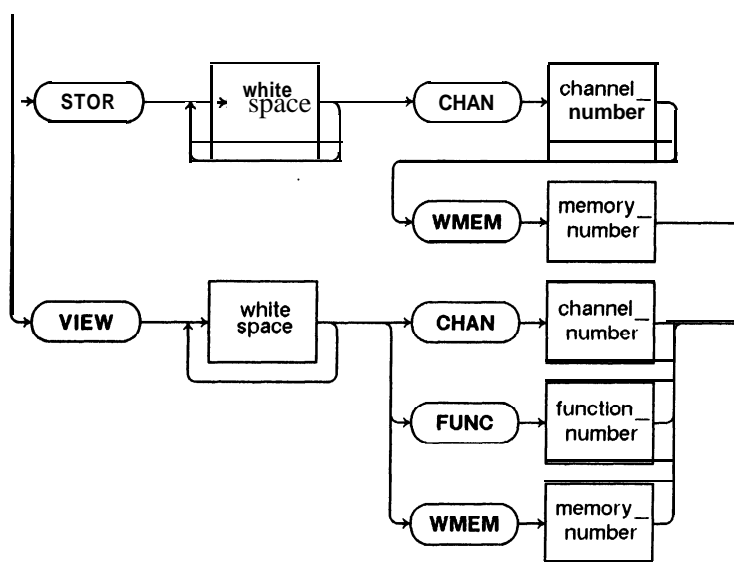 STOR
white
space
CHAN
channel_
number
WMEM
memory_
number
VIEW
white
space
CHAN
channel_
number
FUNC
function_
number
WMEM
memory_
number